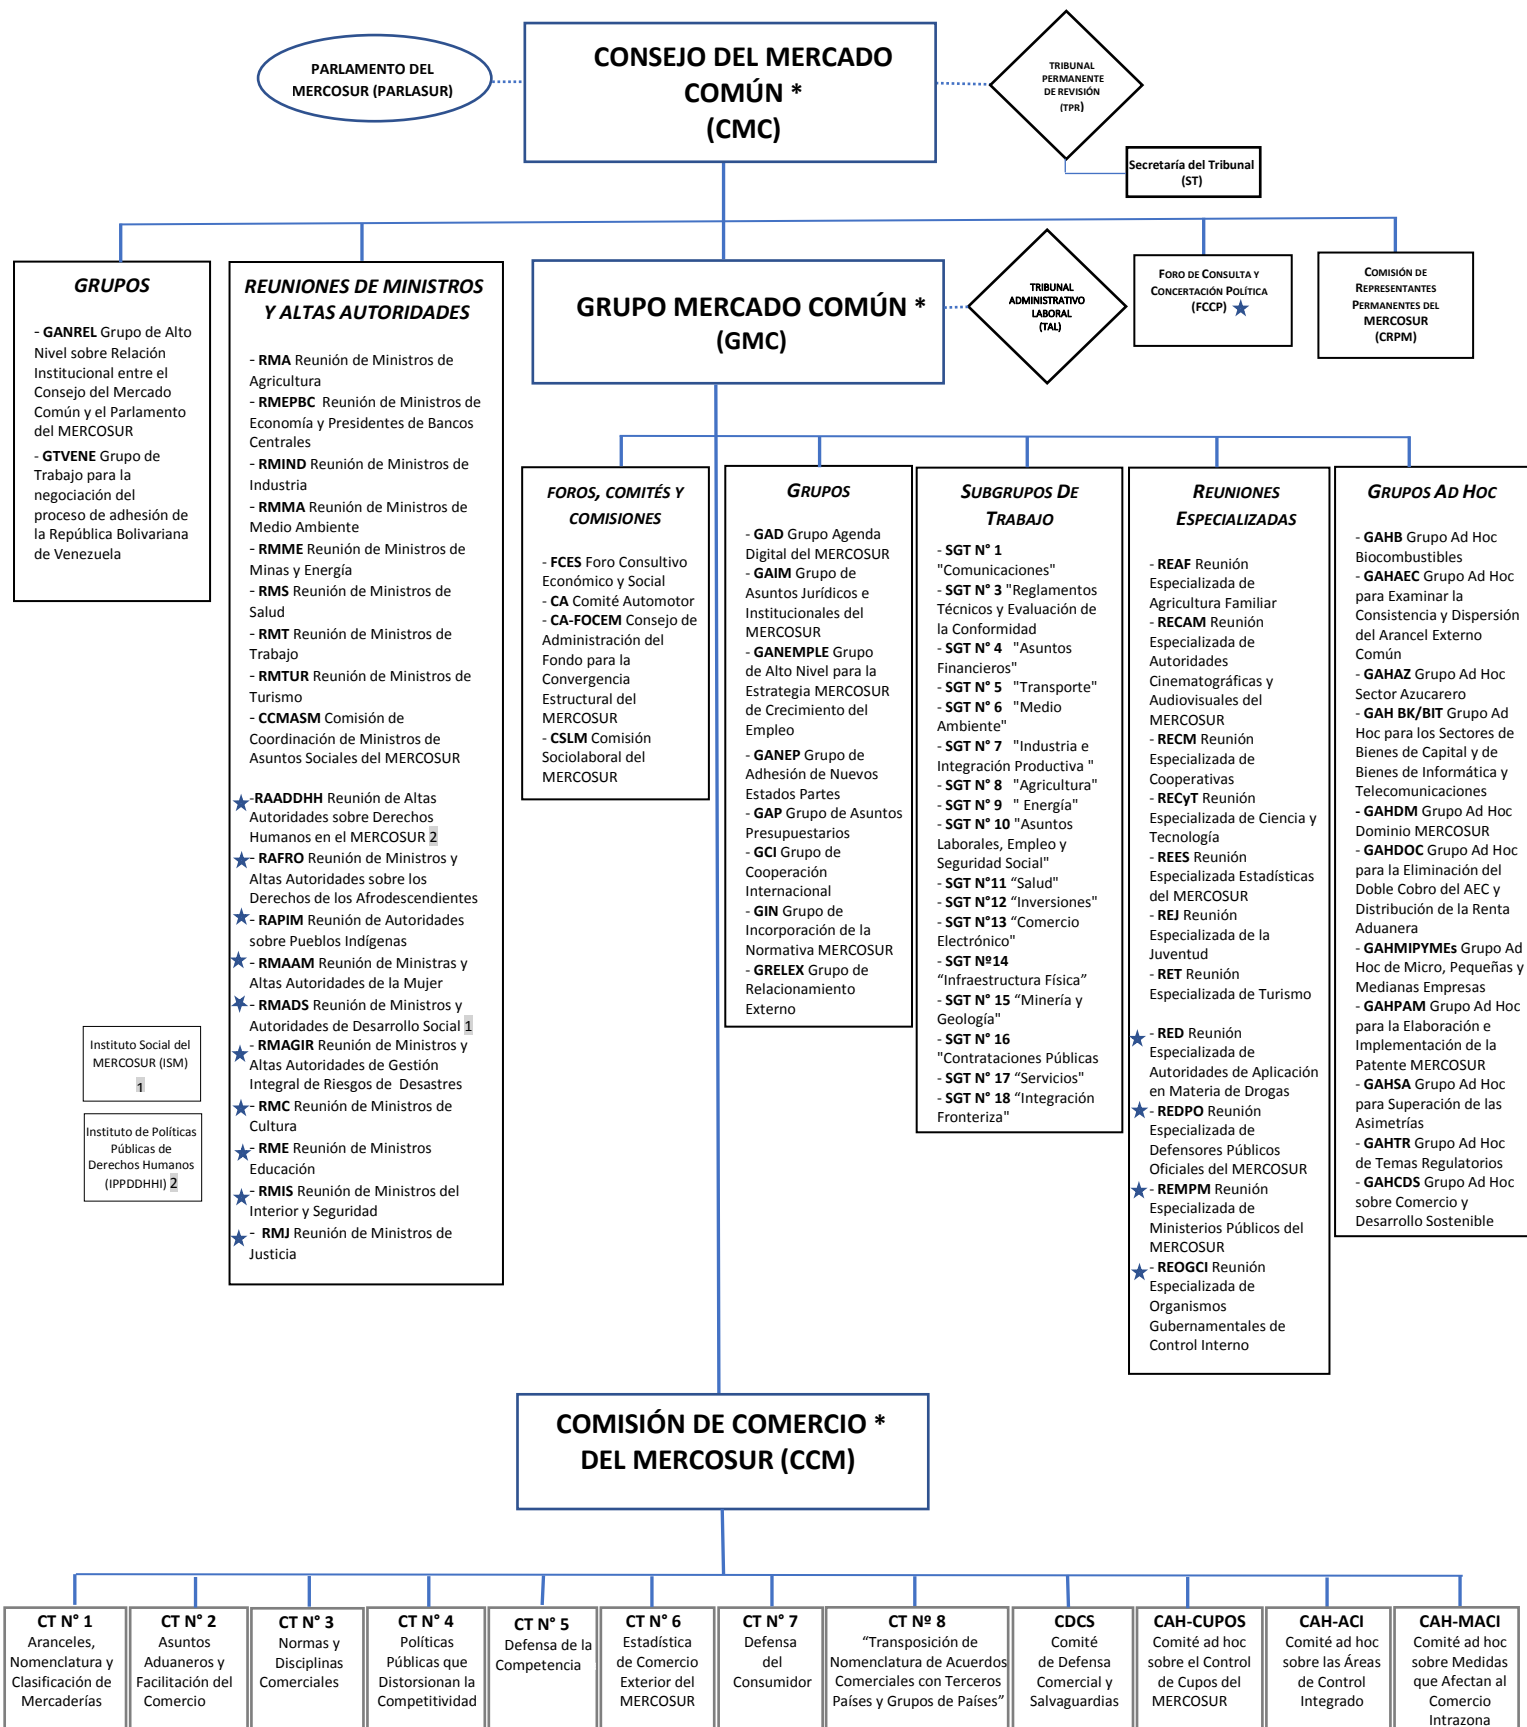 PARLAMENTO DEL
MERCOSUR (PARLASUR)
CONSEJO DEL MERCADO
COMÚN *
(CMC)
TRIBUNAL
PERMANENTE
DE REVISIÓN
(TPR)
Secretaría del Tribunal
(ST)
GRUPOS
- GANREL Grupo de Alto
Nivel sobre Relación
Institucional entre el
Consejo del Mercado
Común y el Parlamento
del MERCOSUR
- GTVENE Grupo de
Trabajo para la
negociación del
proceso de adhesión de
la República Bolivariana
de Venezuela
REUNIONES DE MINISTROS
Y ALTAS AUTORIDADES
- RMA Reunión de Ministros de
Agricultura
- RMEPBC Reunión de Ministros de
Economía y Presidentes de Bancos
Centrales
- RMIND Reunión de Ministros de
Industria
- RMMA Reunión de Ministros de
Medio Ambiente
- RMME Reunión de Ministros de
Minas y Energía
- RMS Reunión de Ministros de
Salud
- RMT Reunión de Ministros de
Trabajo
- RMTUR Reunión de Ministros de
Turismo
- CCMASM Comisión de
Coordinación de Ministros de
Asuntos Sociales del MERCOSUR
-RAADDHH Reunión de Altas
Autoridades sobre Derechos
Humanos en el MERCOSUR 2
- RAFRO Reunión de Ministros y
Altas Autoridades sobre los
Derechos de los Afrodescendientes
- RAPIM Reunión de Autoridades
sobre Pueblos Indígenas
- RMAAM Reunión de Ministras y
Altas Autoridades de la Mujer
- RMADS Reunión de Ministros y
Autoridades de Desarrollo Social 1
- RMAGIR Reunión de Ministros y
Altas Autoridades de Gestión
Integral de Riesgos de Desastres
- RMC Reunión de Ministros de
Cultura
- RME Reunión de Ministros
Educación
- RMIS Reunión de Ministros del
Interior y Seguridad
- RMJ Reunión de Ministros de
Justicia
Instituto Social del
MERCOSUR (ISM)
1
Instituto de Políticas
Públicas de
Derechos Humanos
(IPPDDHHI) 2
GRUPO MERCADO COMÚN *
(GMC)
TRIBUNAL
ADMINISTRATIVO
LABORAL
(TAL)
FORO DE CONSULTA Y
CONCERTACIÓN POLÍTICA
(FCCP)
COMISIÓN DE
REPRESENTANTES
PERMANENTES DEL
MERCOSUR
(CRPM)
FOROS, COMITÉS Y
COMISIONES
- FCES Foro Consultivo
Económico y Social
- CA Comité Automotor
- CA-FOCEM Consejo de
Administración del
Fondo para la
Convergencia
Estructural del
MERCOSUR
- CSLM Comisión
Sociolaboral del
MERCOSUR
GRUPOS
- GAD Grupo Agenda
Digital del MERCOSUR
- GAIM Grupo de
Asuntos Jurídicos e
Institucionales del
MERCOSUR
- GANEMPLE Grupo
de Alto Nivel para la
Estrategia MERCOSUR
de Crecimiento del
Empleo
- GANEP Grupo de
Adhesión de Nuevos
Estados Partes
- GAP Grupo de Asuntos
Presupuestarios
- GCI Grupo de
Cooperación
Internacional
- GIN Grupo de
Incorporación de la
Normativa MERCOSUR
- GRELEX Grupo de
Relacionamiento
Externo
SUBGRUPOS DE
TRABAJO
- SGT N° 1
"Comunicaciones"
- SGT N° 3 "Reglamentos
Técnicos y Evaluación de
la Conformidad
- SGT N° 4 "Asuntos
Financieros"
- SGT N° 5 "Transporte"
- SGT N° 6 "Medio
Ambiente"
- SGT N° 7 "Industria e
Integración Productiva "
- SGT N° 8 "Agricultura"
- SGT N° 9 " Energía"
- SGT N° 10 "Asuntos
Laborales, Empleo y
Seguridad Social"
- SGT N°11 “Salud"
- SGT N°12 “Inversiones"
- SGT N°13 “Comercio
Electrónico"
- SGT Nº14
“Infraestructura Física”
- SGT N° 15 “Minería y
Geología"
- SGT N° 16
"Contrataciones Públicas
- SGT N° 17 “Servicios"
- SGT N° 18 “Integración
Fronteriza"
REUNIONES
ESPECIALIZADAS
- REAF Reunión
Especializada de
Agricultura Familiar
- RECAM Reunión
Especializada de
Autoridades
Cinematográficas y
Audiovisuales del
MERCOSUR
- RECM Reunión
Especializada de
Cooperativas
- RECyT Reunión
Especializada de Ciencia y
Tecnología
- REES Reunión
Especializada Estadísticas
del MERCOSUR
- REJ Reunión
Especializada de la
Juventud
- RET Reunión
Especializada de Turismo
- RED Reunión
Especializada de
Autoridades de Aplicación
en Materia de Drogas
- REDPO Reunión
Especializada de
Defensores Públicos
Oficiales del MERCOSUR
- REMPM Reunión
Especializada de
Ministerios Públicos del
MERCOSUR
- REOGCI Reunión
Especializada de
Organismos
Gubernamentales de
Control Interno
GRUPOS AD HOC
- GAHB Grupo Ad Hoc
Biocombustibles
- GAHAEC Grupo Ad Hoc
para Examinar la
Consistencia y Dispersión
del Arancel Externo
Común
- GAHAZ Grupo Ad Hoc
Sector Azucarero
- GAH BK/BIT Grupo Ad
Hoc para los Sectores de
Bienes de Capital y de
Bienes de Informática y
Telecomunicaciones
- GAHDM Grupo Ad Hoc
Dominio MERCOSUR
- GAHDOC Grupo Ad Hoc
para la Eliminación del
Doble Cobro del AEC y
Distribución de la Renta
Aduanera
- GAHMIPYMEs Grupo Ad
Hoc de Micro, Pequeñas y
Medianas Empresas
- GAHPAM Grupo Ad Hoc
para la Elaboración e
Implementación de la
Patente MERCOSUR
- GAHSA Grupo Ad Hoc
para Superación de las
Asimetrías
- GAHTR Grupo Ad Hoc
de Temas Regulatorios
- GAHCDS Grupo Ad Hoc
sobre Comercio y
Desarrollo Sostenible
COMISIÓN DE COMERCIO *
DEL MERCOSUR (CCM)
CT N° 1
Aranceles,
Nomenclatura y
Clasificación de
Mercaderías
CT N° 2
Asuntos
Aduaneros y
Facilitación del
Comercio
CT N° 3
Normas y
Disciplinas
Comerciales
CT N° 4
Políticas
Públicas que
Distorsionan la
Competitividad
CT N° 5
Defensa de la
Competencia
CT N° 6
Estadística
de Comercio
Exterior del
MERCOSUR
CT N° 7
Defensa
del
Consumidor
CT Nº 8
“Transposición de
Nomenclatura de Acuerdos
Comerciales con Terceros
Países y Grupos de Países”
CDCS
Comité
de Defensa
Comercial y
Salvaguardias
CAH-CUPOS
Comité ad hoc
sobre el Control
de Cupos del
MERCOSUR
CAH-ACI
Comité ad hoc
sobre las Áreas
de Control
Integrado
CAH-MACI
Comité ad hoc
sobre Medidas
que Afectan al
Comercio
Intrazona